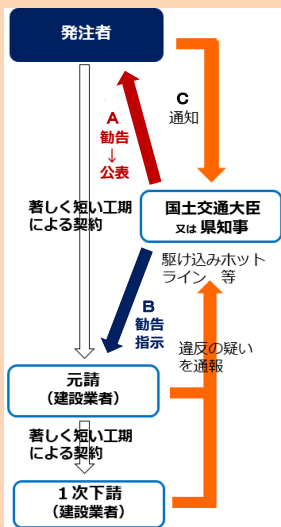 発注者
C
通知
A
勧告
↓
公表
著しく短い工期
による契約
国土交通大臣
又は 県知事
駆け込みホット
ライン 等
B
勧告
指示
違反の疑い
を通報
元請
（建設業者）
著しく短い工期
による契約
１次下請
（建設業者）